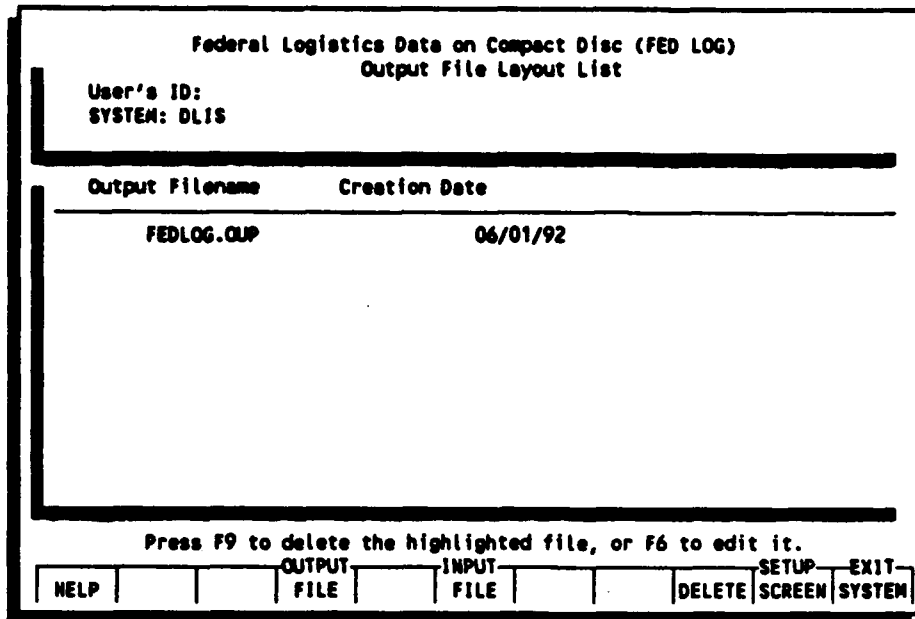 Federal Logistics Data on Compact Disc (FED LOG)
Output File Layout List
User's ID:
SYSTEM: DLIS
Output Filename Creation Date
FEDLOG.OUP 06/01/92
Press F9 to delete the highlighted file, or F6 to edit it.
OUTPUT INPUT SETUP EXIT
HELP FILE FILE DELETE SCREEN SYSTEM